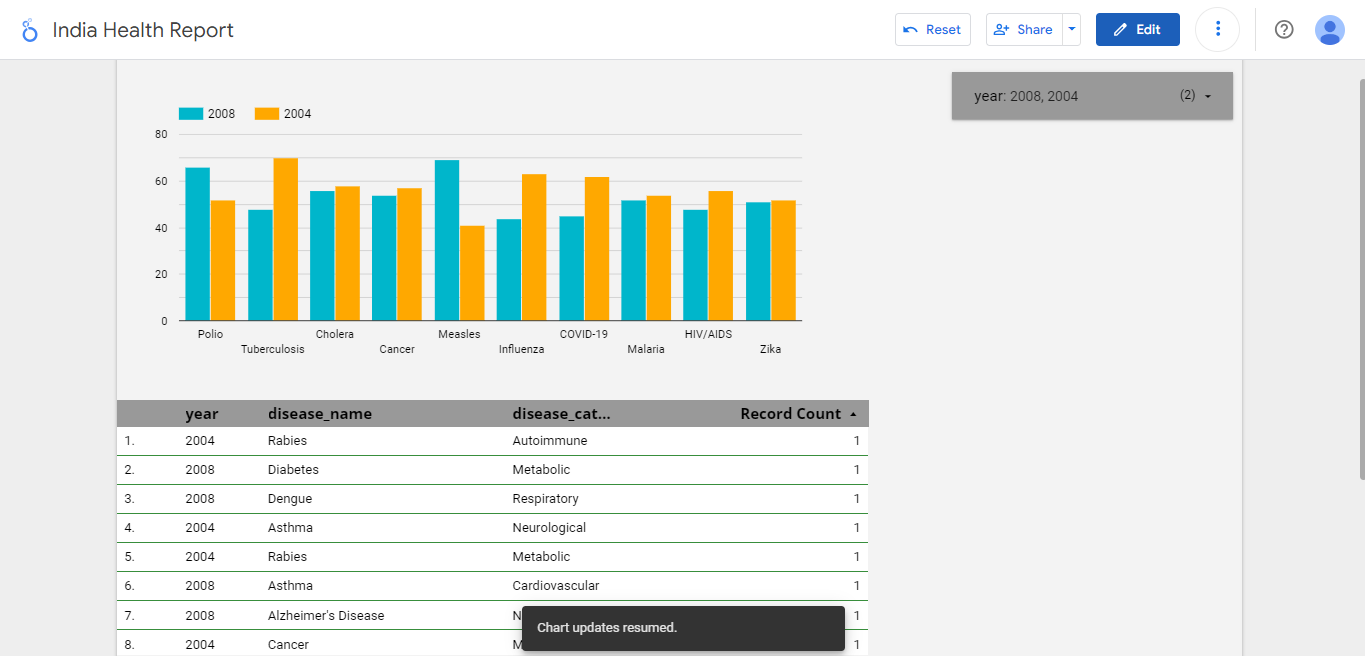 India Health Report
Reset
Share
Edit
year: 2008, 2004 (2)
2008 2004
80
60
40
20
0
Polio Cholera Measles COVID-19 HIV/AIDS
Tuberculosis Cancer Influenza Malaria Zika
year disease_name disease_cat... Record Count
1. 2004 Rabies Autoimmune 1
2. 2008 Diabetes Metabolic 1
3. 2008 Dengue Respiratory 1
4. 2004 Asthma Neurological 1
5. 2004 Rabies Metabolic 1
6. 2008 Asthma Cardiovascular 1
7. 2008 Alzheimer's Disease N 1
8. 2004 Cancer M 1
Chart updates resumed.